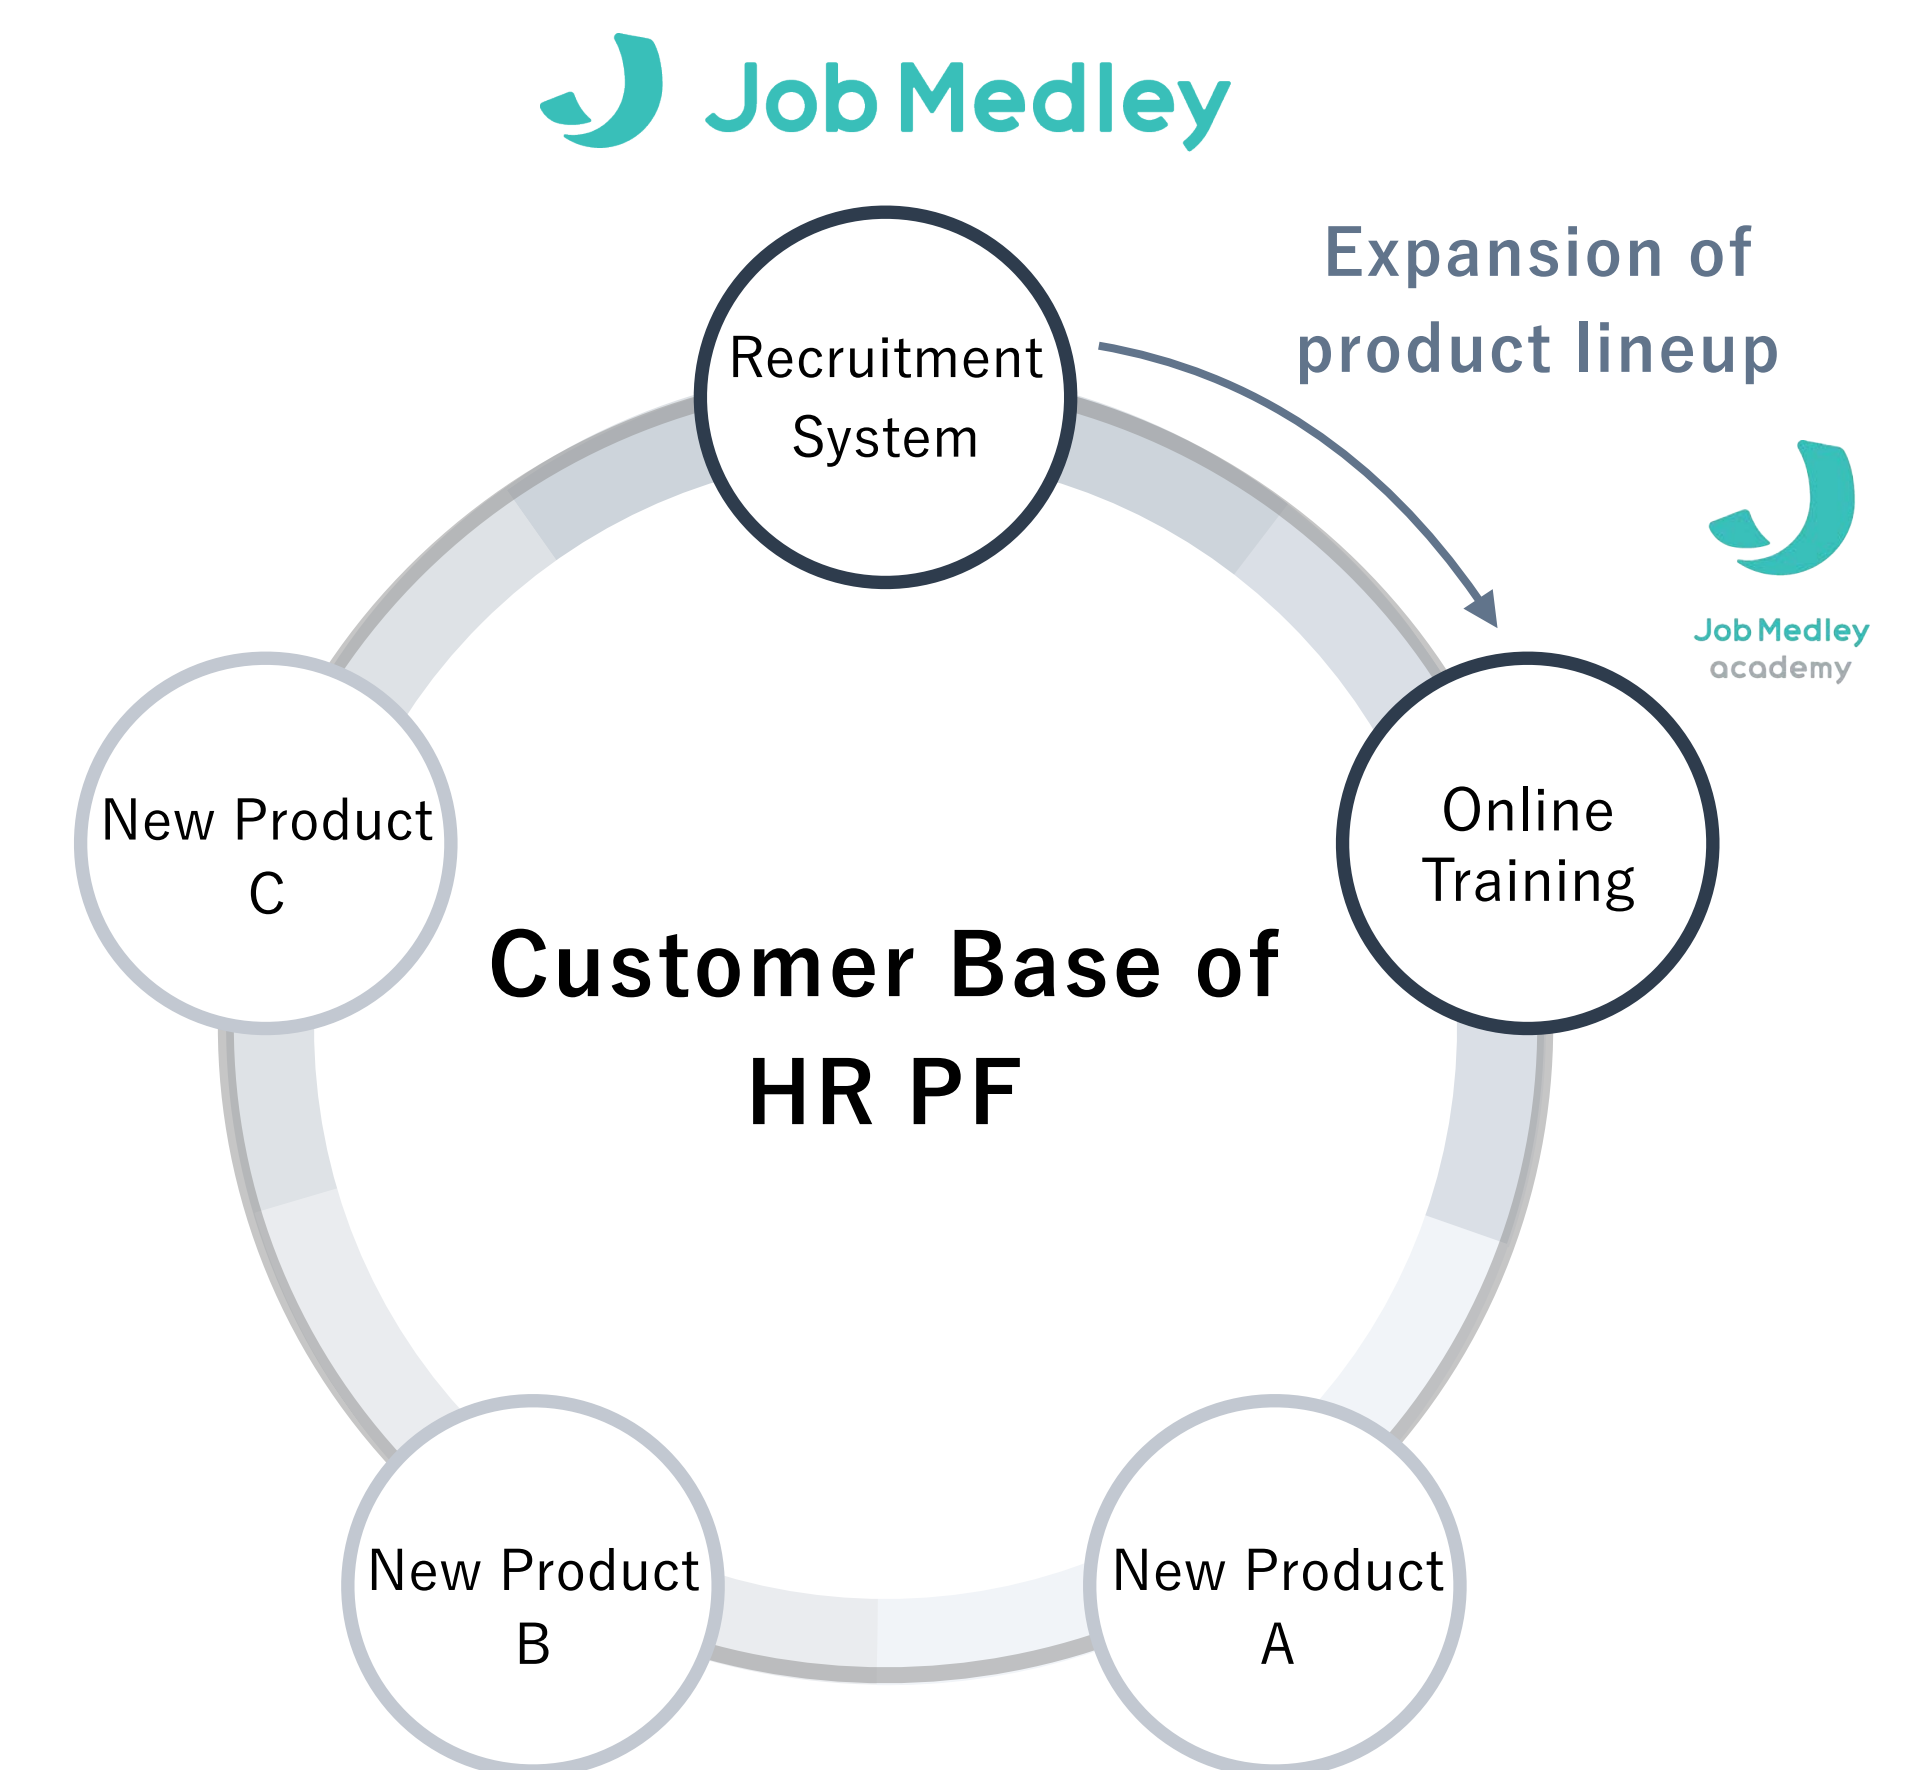 Job Medley
Expansion of
product lineup
Recruitment
System
Job Medley
academy
Online
Training
New Product
C
Customer Base of
HR PF
New Product
B
New Product
A